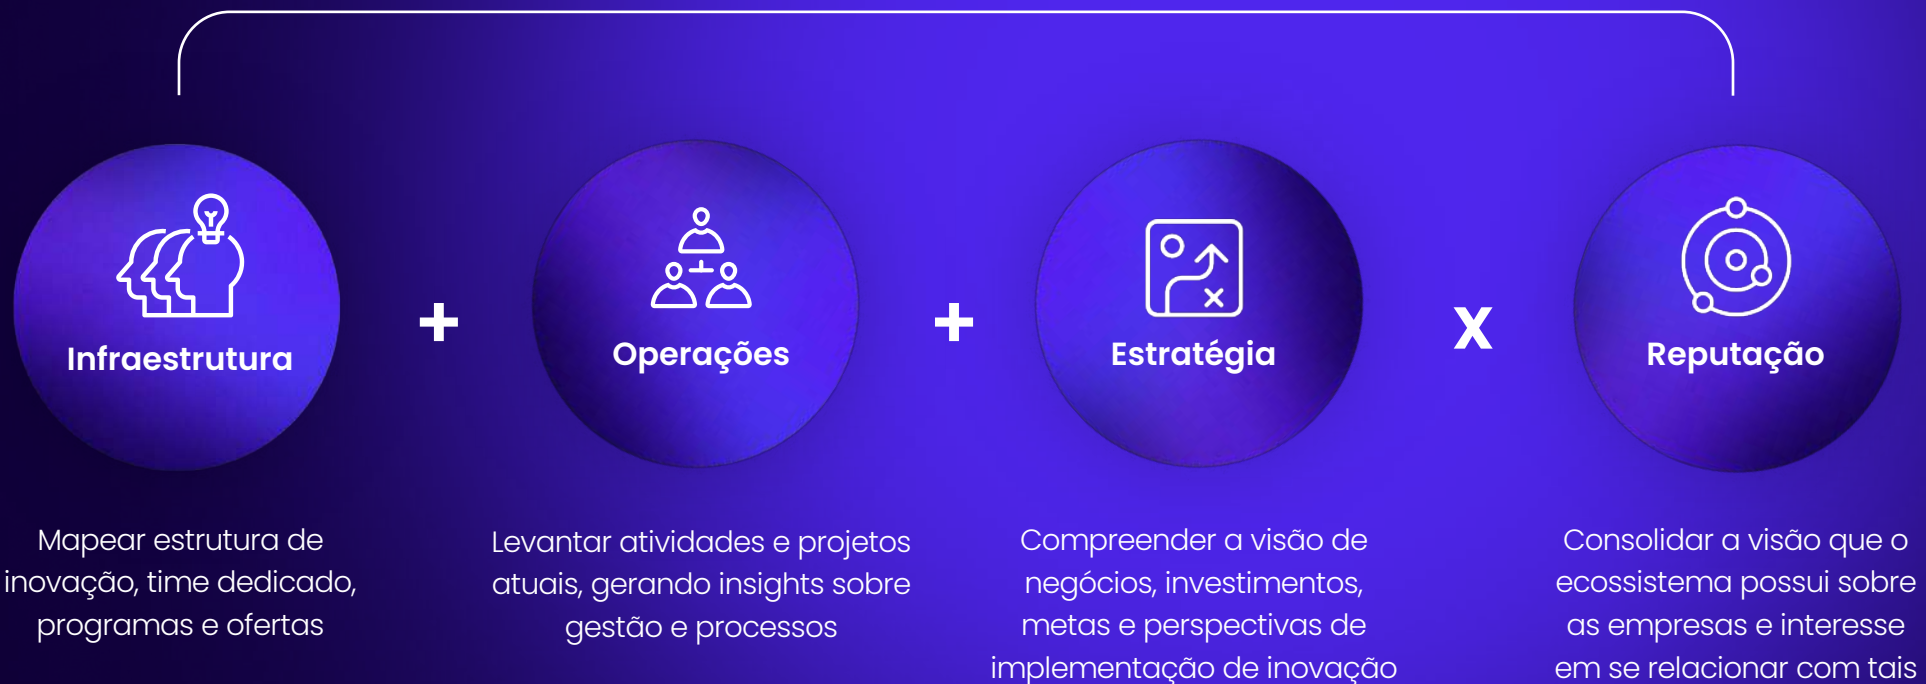 Infraestrutura
+
Operações
+
Estratégia
x
Reputação
Mapear estrutura de
inovação, time dedicado,
programas e ofertas
Levantar atividades e projetos
atuais, gerando insights sobre
gestão e processos
Compreender a visão de
negócios, investimentos,
metas e perspectivas de
implementação de inovação
Consolidar a visão que o
ecossistema possui sobre
as empresas e interesse
em se relacionar com tais